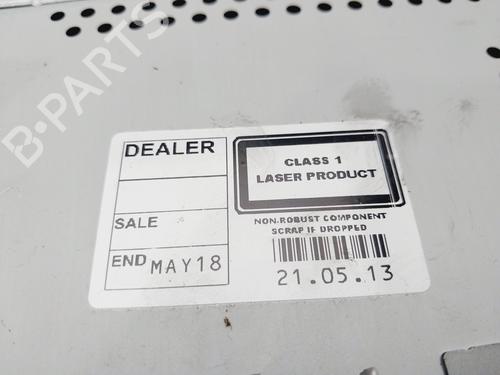 B-PARTS
DEALER
SALE
END MAY18
CLASS 1
LASER PRODUCT
NON-ROBUST COMPONENT
SCRAP IF DROPPED
21.05.13